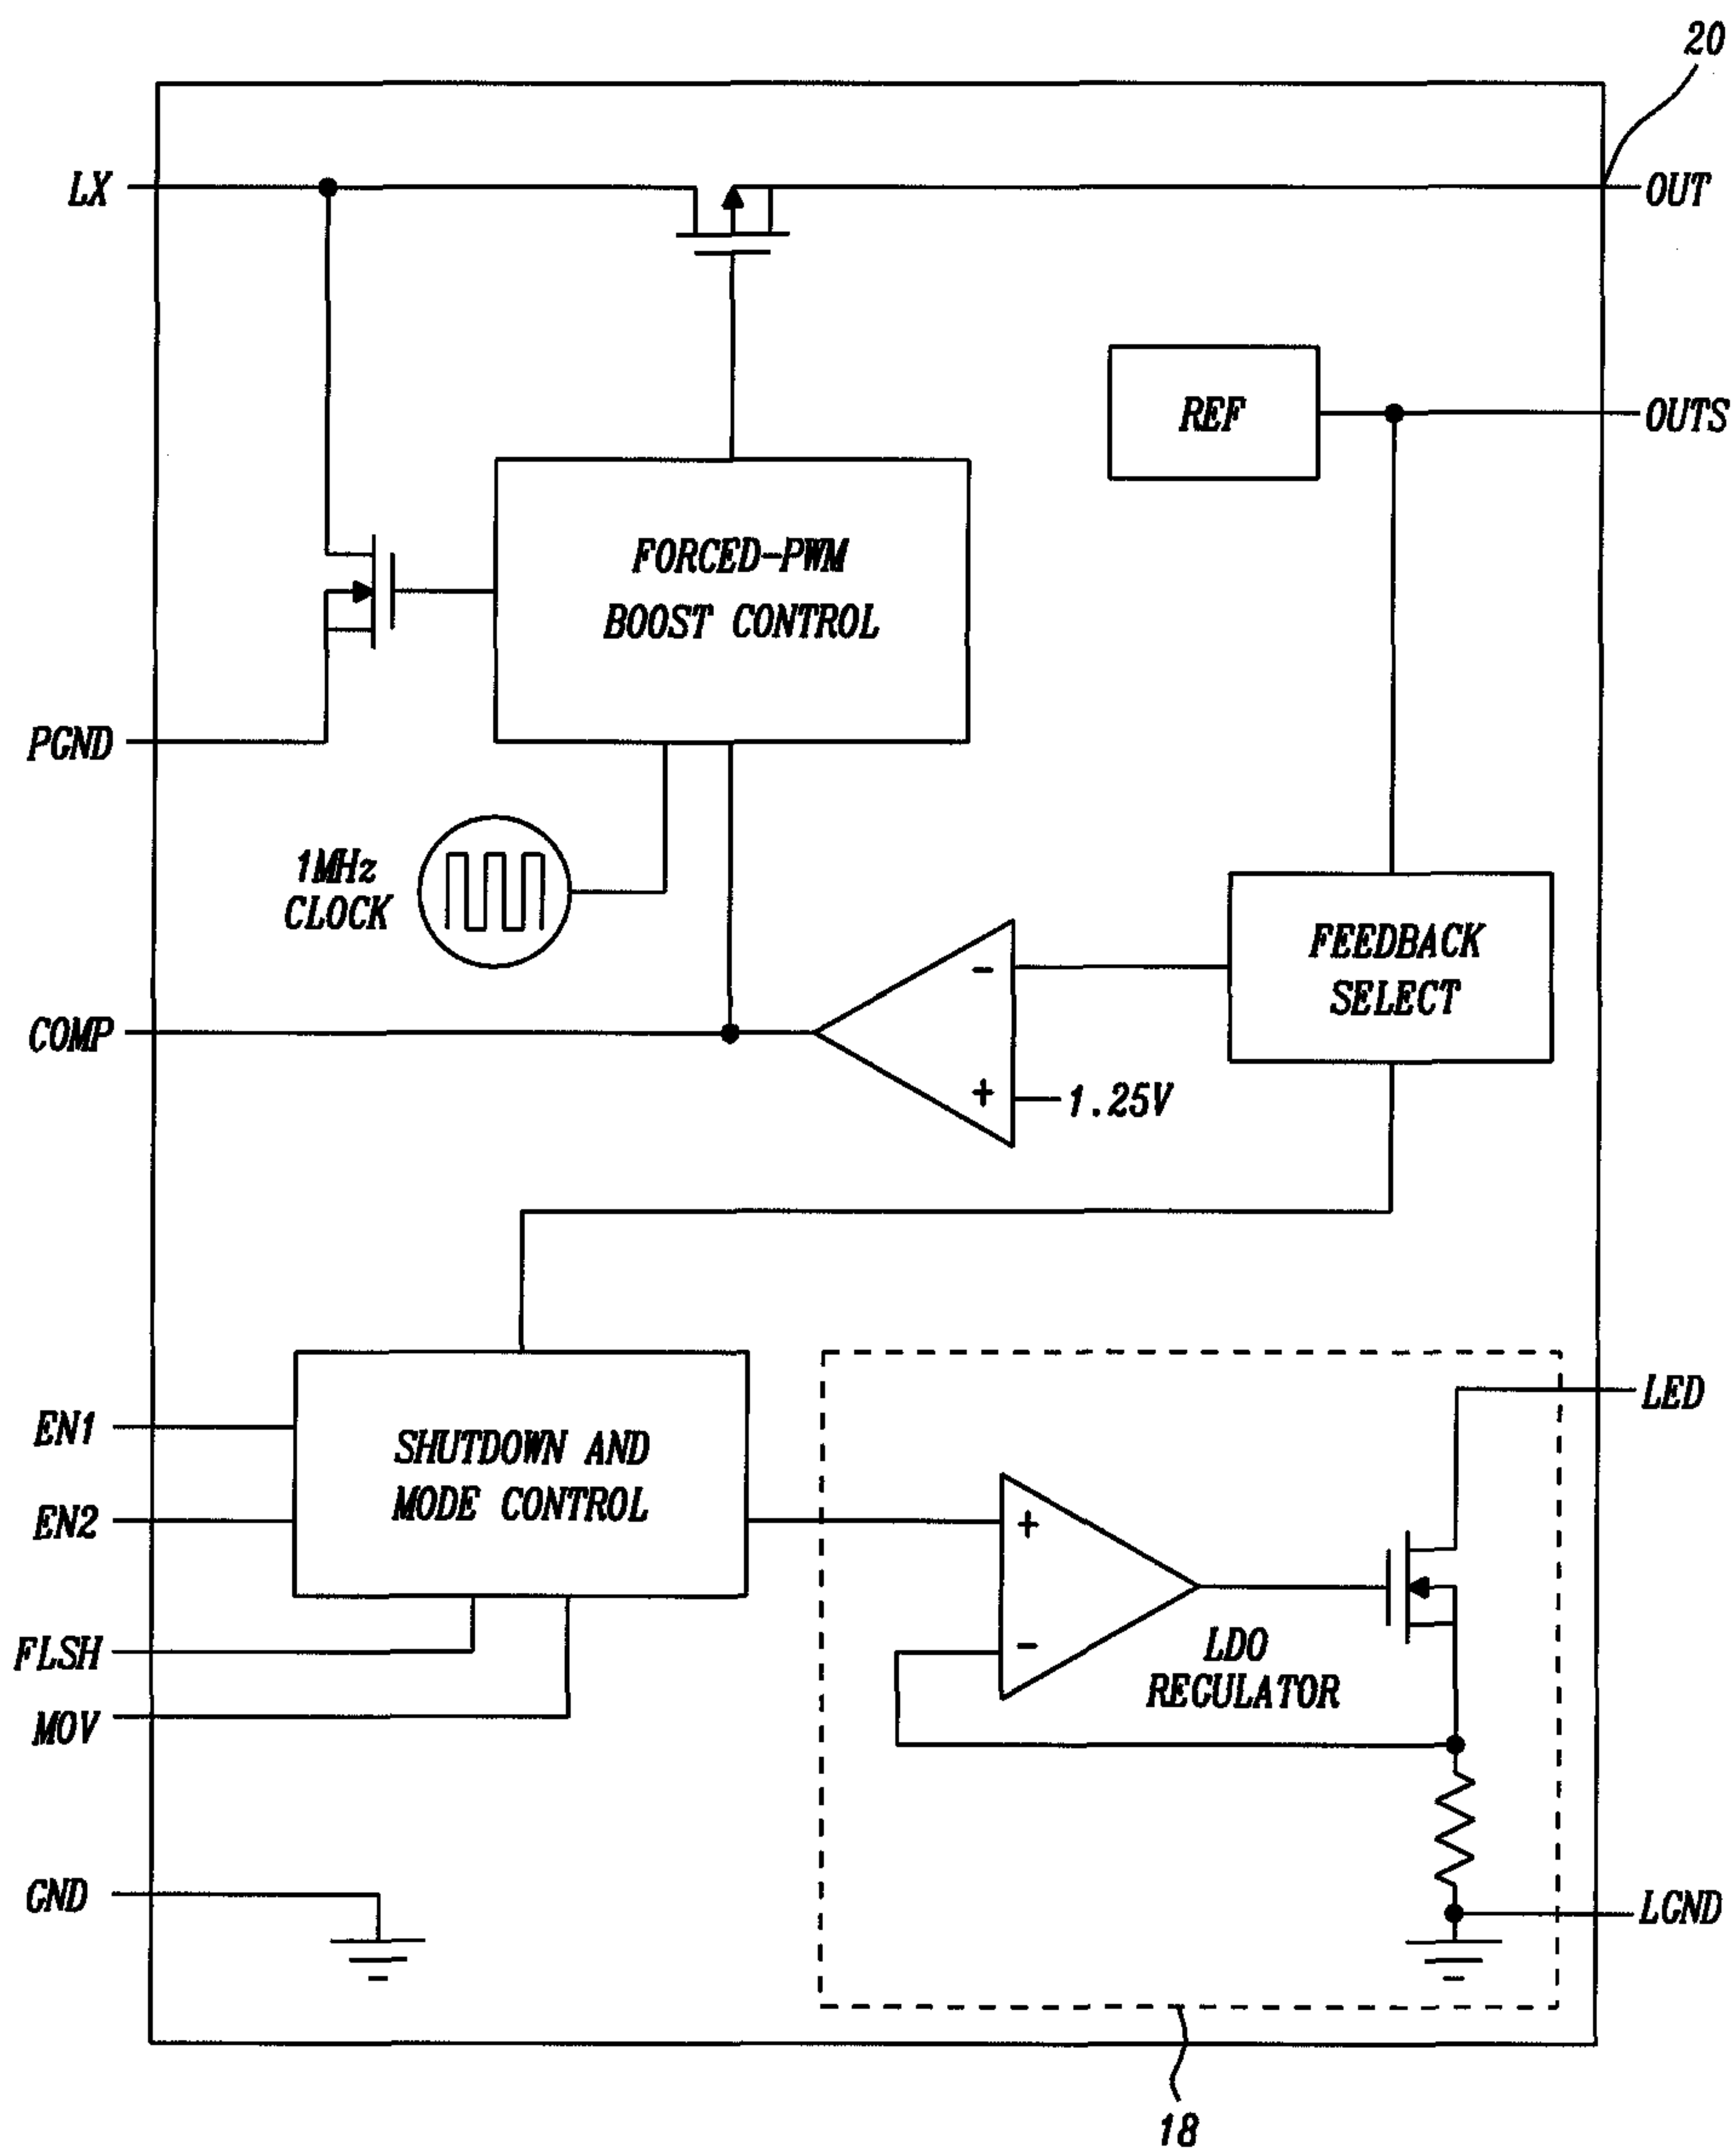 20
LX
OUT
REF
OUTS
FORCED-PWM
BOOST CONTROL
PGND
1MHz
CLOCK
FEEDBACK
SELECT
-
COMP
+
1.25V
LED
EN1
SHUTDOWN AND
MODE CONTROL
EN2
+
-
LDO
REGULATOR
FLSH
MOV
GND
LGND
18